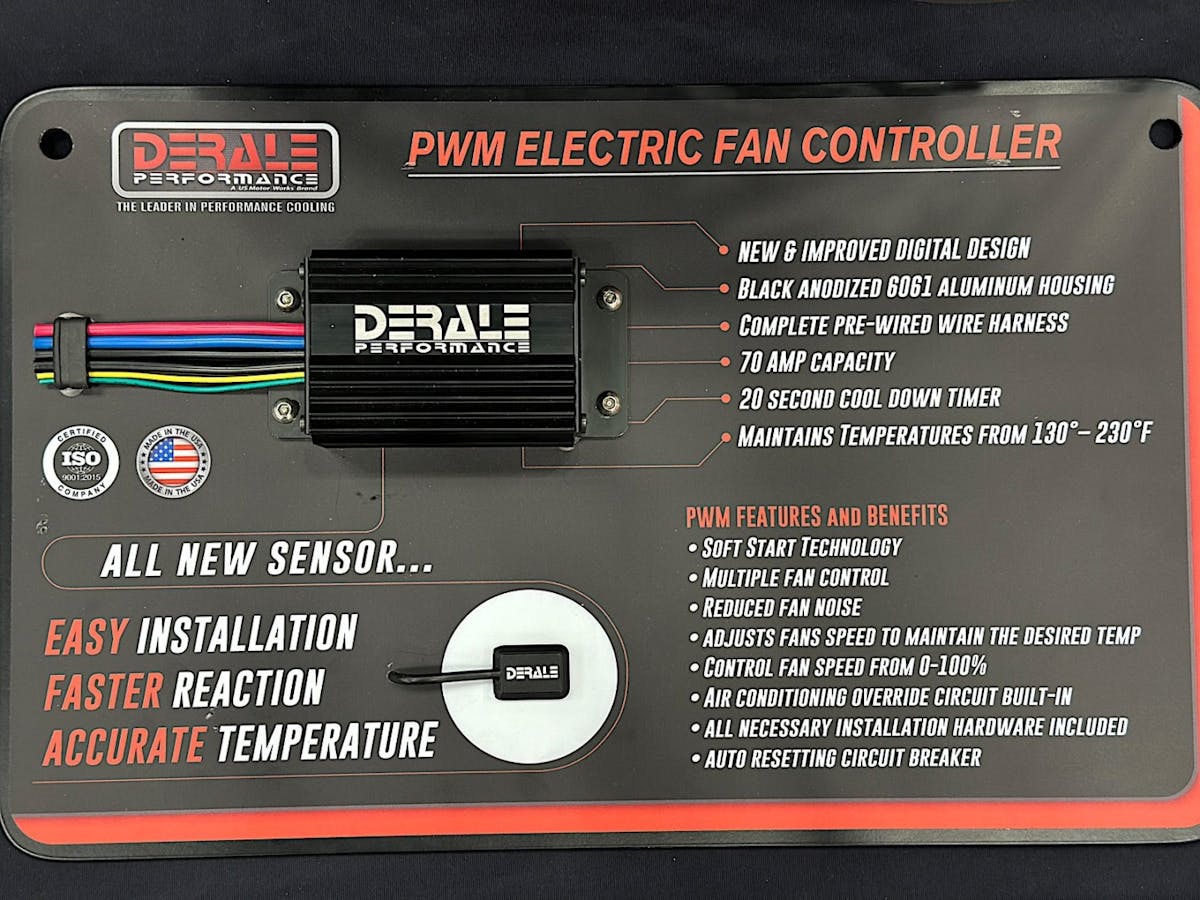 DERALE
PERFORMANCE
A US Motor Works Brand
THE LEADER IN PERFORMANCE COOLING
PWM ELECTRIC FAN CONTROLLER
DERALE
PERFORMANCE
NEW & IMPROVED DIGITAL DESIGN
BLACK ANODIZED 6061 ALUMINUM HOUSING
COMPLETE PRE-WIRED WIRE HARNESS
70 AMP CAPACITY
20 SECOND COOL DOWN TIMER
MAINTAINS TEMPERATURES FROM 130°– 230°F
CERTIFIED
ISO
9001:2015
COMPANY
MADE IN THE USA
MADE IN THE USA
ALL NEW SENSOR...
EASY INSTALLATION
FASTER REACTION
ACCURATE TEMPERATURE
DERALE
PWM FEATURES AND BENEFITS
• SOFT START TECHNOLOGY
• MULTIPLE FAN CONTROL
• REDUCED FAN NOISE
• ADJUSTS FANS SPEED TO MAINTAIN THE DESIRED TEMP
• CONTROL FAN SPEED FROM 0-100%
• AIR CONDITIONING OVERRIDE CIRCUIT BUILT-IN
• ALL NECESSARY INSTALLATION HARDWARE INCLUDED
• AUTO RESETTING CIRCUIT BREAKER